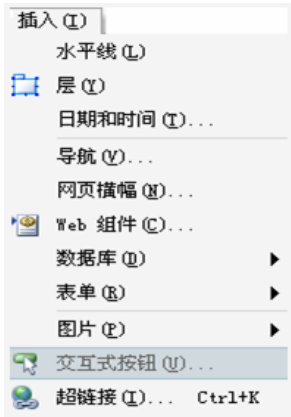 插入(I)
水平线(L)
层(Y)
日期和时间(T)...
导航(V)...
网页横幅(N)...
Web 组件(C)...
数据库(D)
表单(R)
图片(P)
交互式按钮(U)...
超链接(I)... Ctrl+K